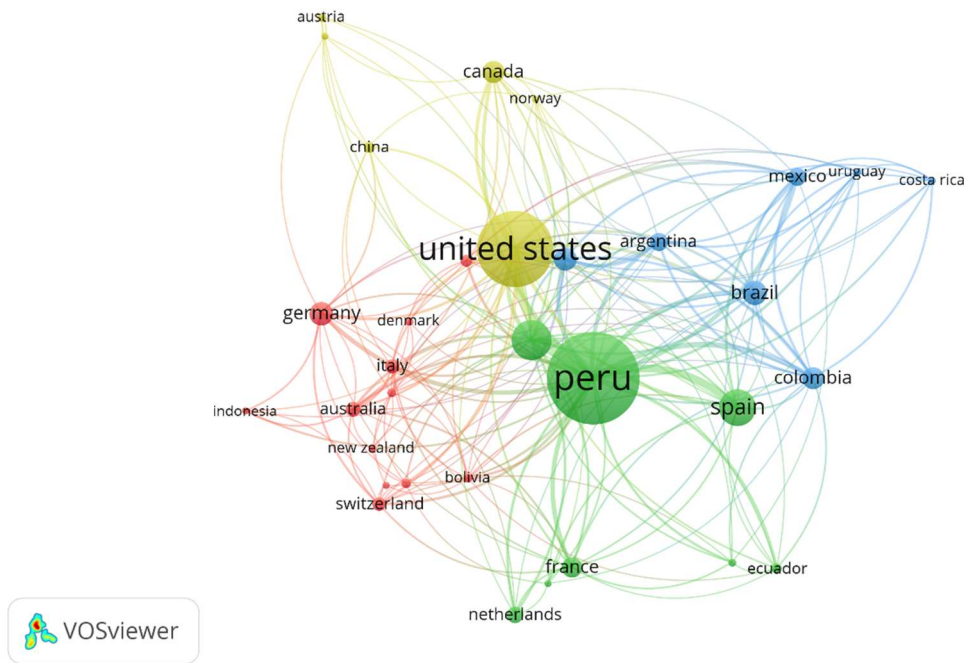 austria
canada
norway
china
mexico
uruguay
costa rica
united states
argentina
brazil
germany
denmark
italy
peru
colombia
spain
indonesia
australia
new zealand
bolivia
switzerland
france
ecuador
netherlands
VOSviewer